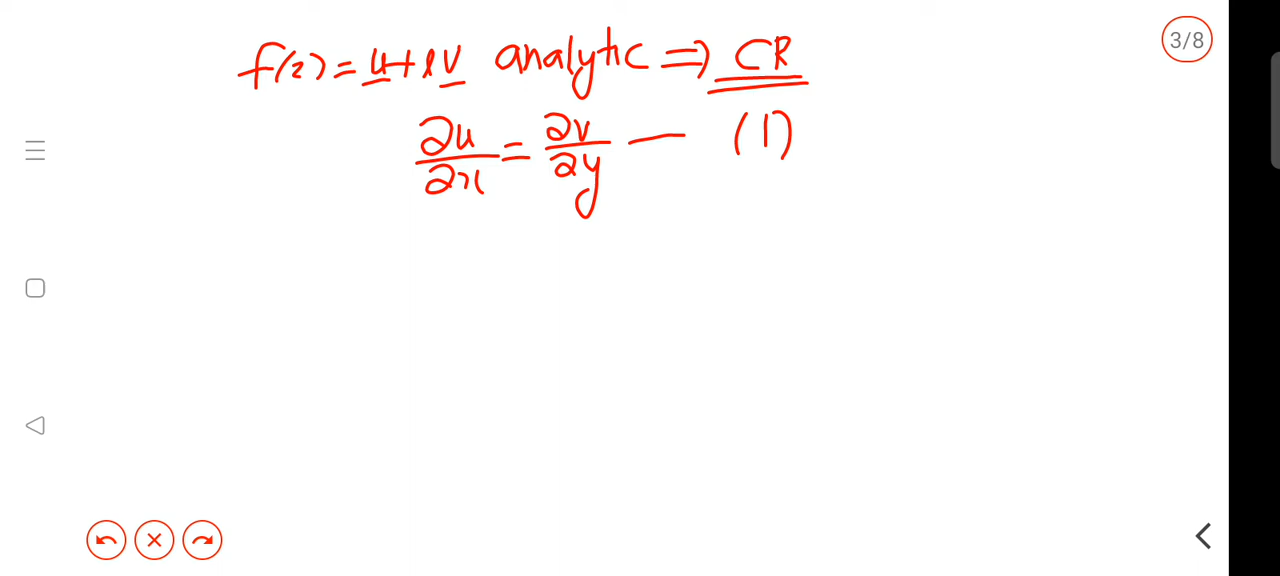 3/8
f(z) = u+iv analytic ⇒ CR
∂u/∂x = ∂v/∂y — (1)